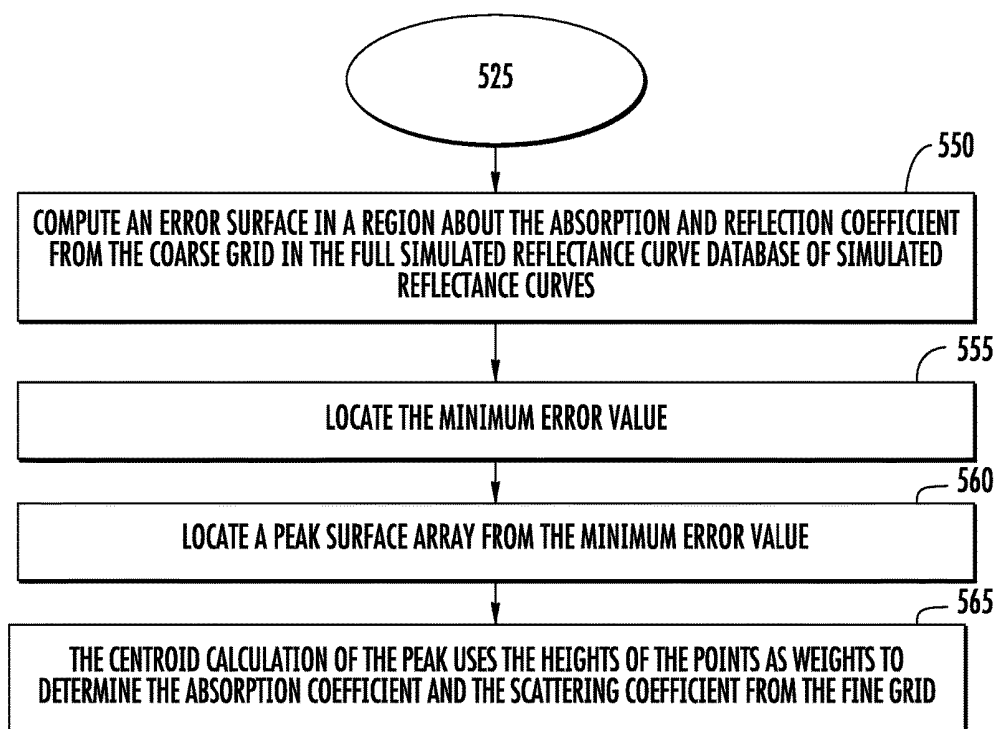 525
550
COMPUTE AN ERROR SURFACE IN A REGION ABOUT THE ABSORPTION AND REFLECTION COEFFICIENT
FROM THE COARSE GRID IN THE FULL SIMULATED REFLECTANCE CURVE DATABASE OF SIMULATED
REFLECTANCE CURVES
555
LOCATE THE MINIMUM ERROR VALUE
560
LOCATE A PEAK SURFACE ARRAY FROM THE MINIMUM ERROR VALUE
565
THE CENTROID CALCULATION OF THE PEAK USES THE HEIGHTS OF THE POINTS AS WEIGHTS TO
DETERMINE THE ABSORPTION COEFFICIENT AND THE SCATTERING COEFFICIENT FROM THE FINE GRID